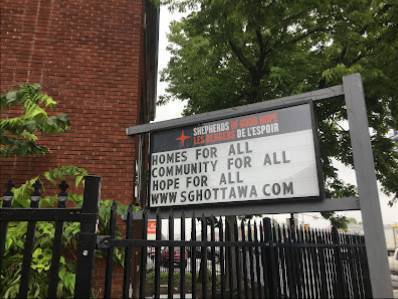 SHEPHERDS OF GOOD HOPE
LES BERGERS DE L'ESPOIR
HOMES FOR ALL
COMMUNITY FOR ALL
HOPE FOR ALL
WWW SGHOTTAWA COM